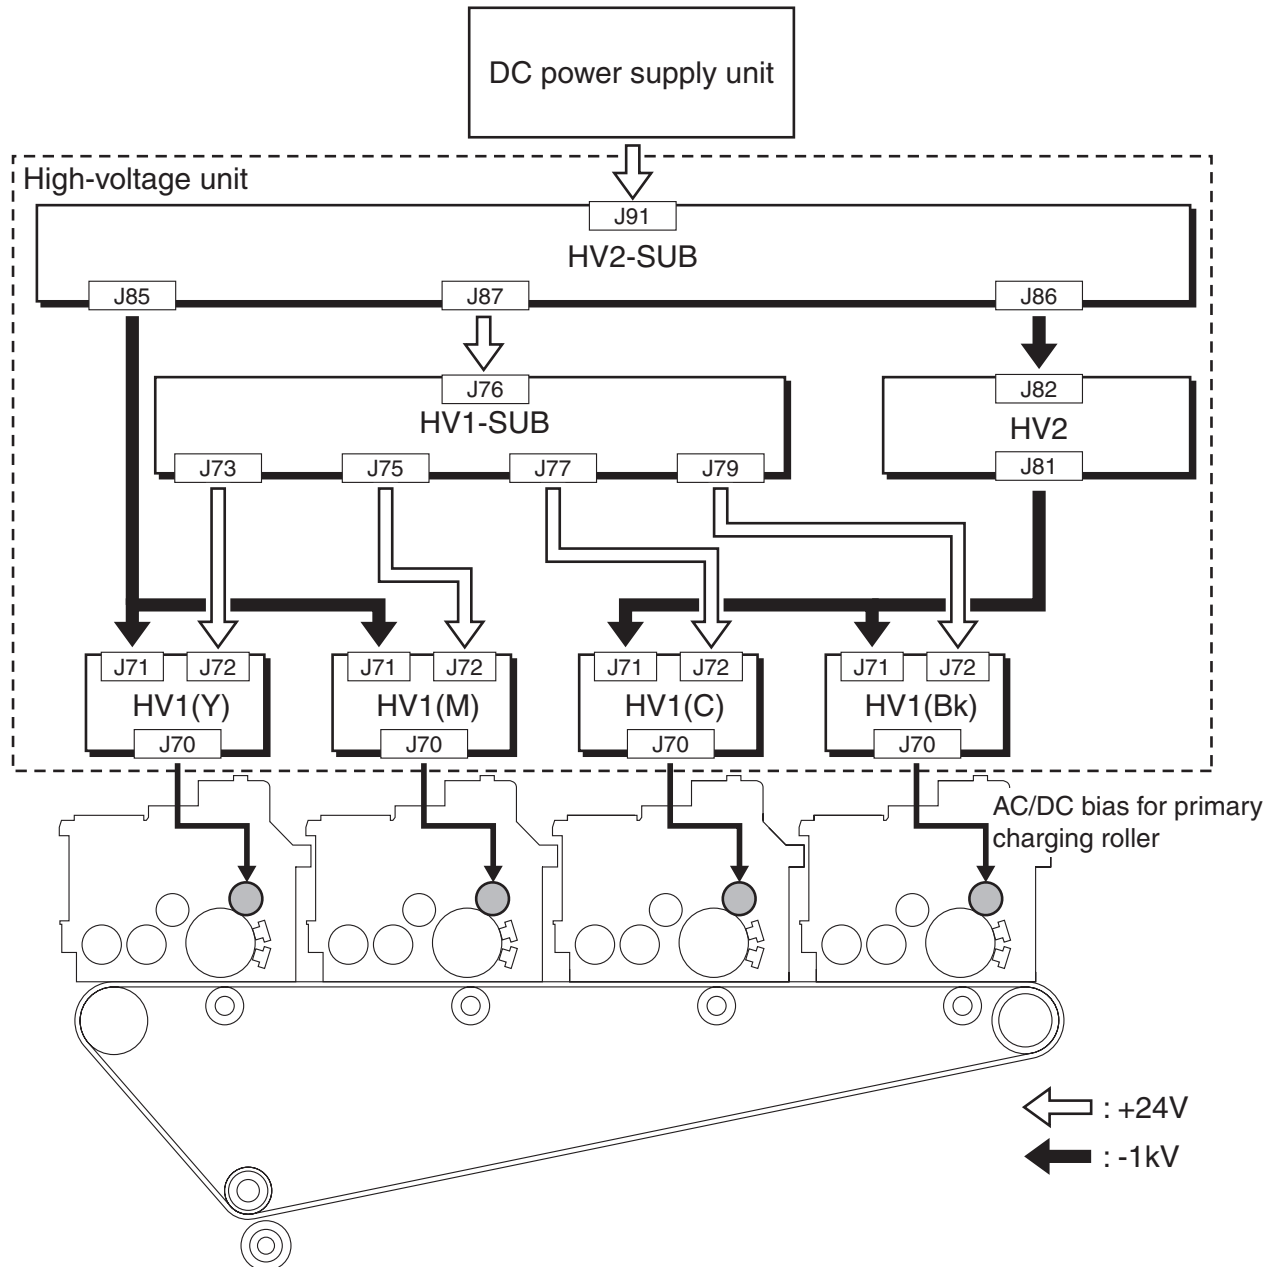 DC power supply unit
High-voltage unit
J91
HV2-SUB
J85
J87
J86
J76
HV1-SUB
J82
HV2
J73
J75
J77
J79
J81
J71
J72
J71
J72
J71
J72
J71
J72
HV1(Y)
HV1(M)
HV1(C)
HV1(Bk)
J70
J70
J70
J70
AC/DC bias for primary
charging roller
: +24V
: -1kV